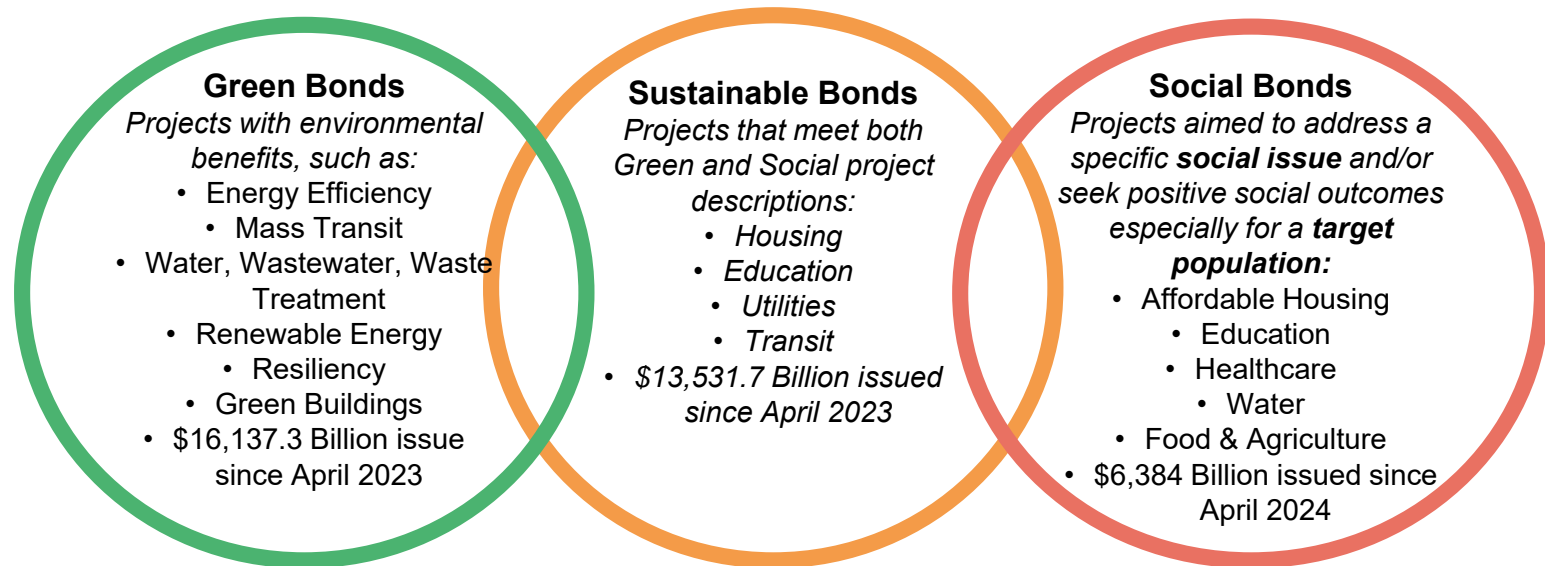 Green Bonds
Projects with environmental
benefits, such as:
• Energy Efficiency
• Mass Transit
• Water, Wastewater, Waste
Treatment
• Renewable Energy
• Resiliency
• Green Buildings
• $16,137.3 Billion issue
since April 2023
Sustainable Bonds
Projects that meet both
Green and Social project
descriptions:
• Housing
• Education
• Utilities
• Transit
• $13,531.7 Billion issued
since April 2023
Social Bonds
Projects aimed to address a
specific social issue and/or
seek positive social outcomes
especially for a target
population:
• Affordable Housing
• Education
• Healthcare
• Water
• Food & Agriculture
• $6,384 Billion issued since
April 2024